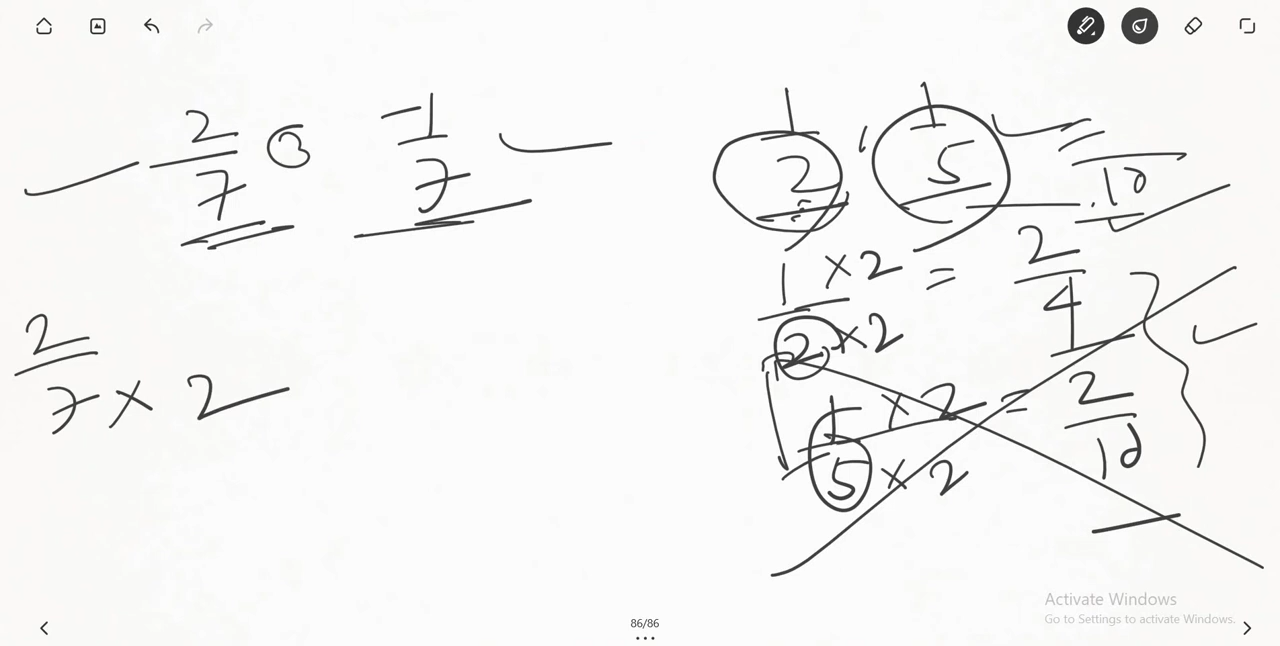 2/7 ③ -1/7
1/2 , 1/5 = /10
1/2 × 2/2 = 2/4
2/7 × 2
1/5 × 2/2 = 2/10
86/86
Activate Windows
Go to Settings to activate Windows.